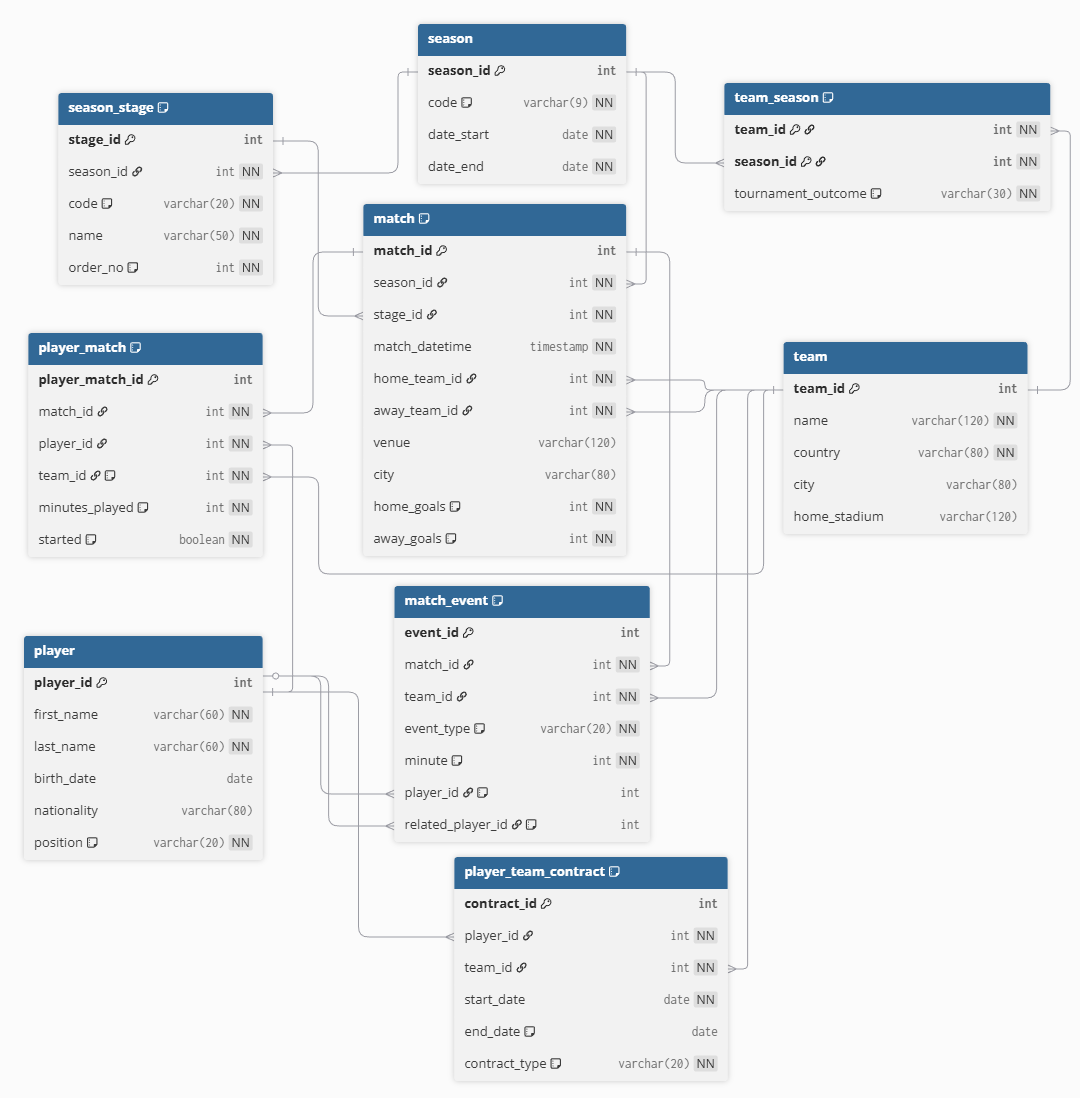 season
season_id int
code varchar(9) NN
date_start date NN
date_end date NN
season_stage
stage_id int
season_id int NN
code varchar(20) NN
name varchar(50) NN
order_no int NN
team_season
team_id int NN
season_id int NN
tournament_outcome varchar(30) NN
match
match_id int
season_id int NN
stage_id int NN
match_datetime timestamp NN
home_team_id int NN
away_team_id int NN
venue varchar(120)
city varchar(80)
home_goals int NN
away_goals int NN
player_match
player_match_id int
match_id int NN
player_id int NN
team_id int NN
minutes_played int NN
started boolean NN
team
team_id int
name varchar(120) NN
country varchar(80) NN
city varchar(80)
home_stadium varchar(120)
match_event
event_id int
match_id int NN
team_id int NN
event_type varchar(20) NN
minute int NN
player_id int
related_player_id int
player
player_id int
first_name varchar(60) NN
last_name varchar(60) NN
birth_date date
nationality varchar(80)
position varchar(20) NN
player_team_contract
contract_id int
player_id int NN
team_id int NN
start_date date NN
end_date date
contract_type varchar(20) NN